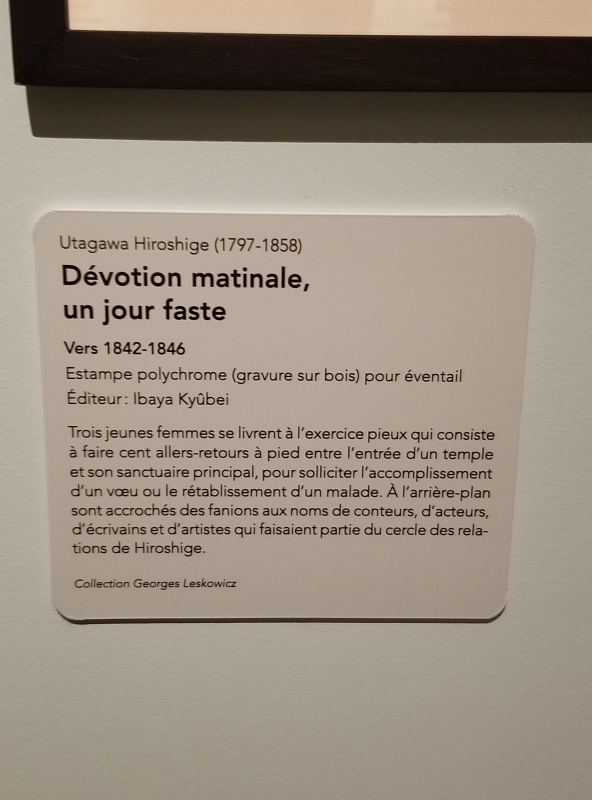 Utagawa Hiroshige (1797-1858)
Dévotion matinale,
un jour faste
Vers 1842-1846
Estampe polychrome (gravure sur bois) pour éventail
Éditeur : Ibaya Kyûbei
Trois jeunes femmes se livrent à l'exercice pieux qui consiste
à faire cent allers-retours à pied entre l'entrée d'un temple
et son sanctuaire principal, pour solliciter l'accomplissement
d'un vœu ou le rétablissement d'un malade. À l'arrière-plan
sont accrochés des fanions aux noms de conteurs, d'acteurs,
d'écrivains et d'artistes qui faisaient partie du cercle des rela-
tions de Hiroshige.
Collection Georges Leskowicz